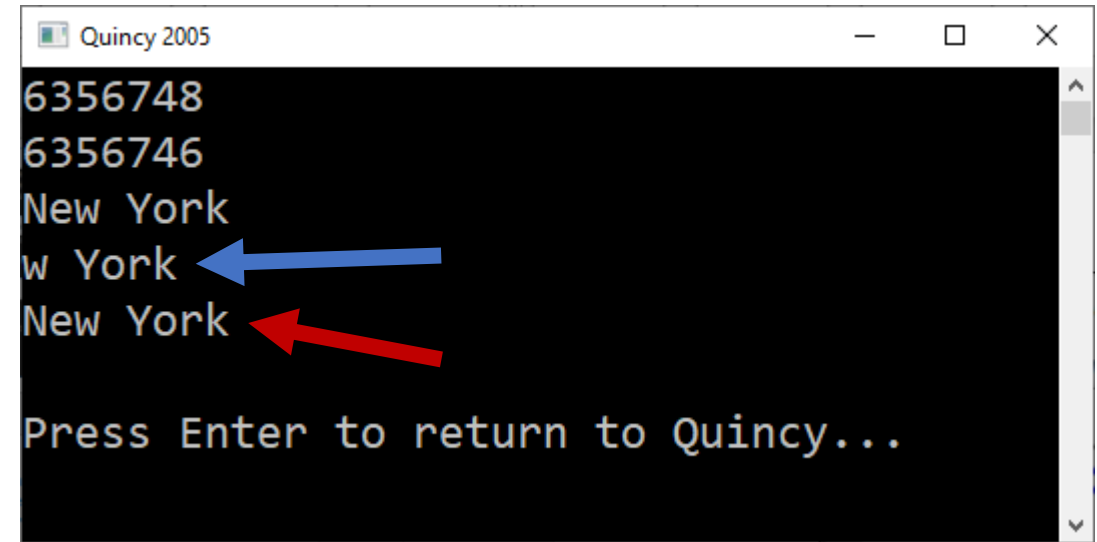 Quincy 2005
6356748
6356746
New York
w York
New York
Press Enter to return to Quincy...